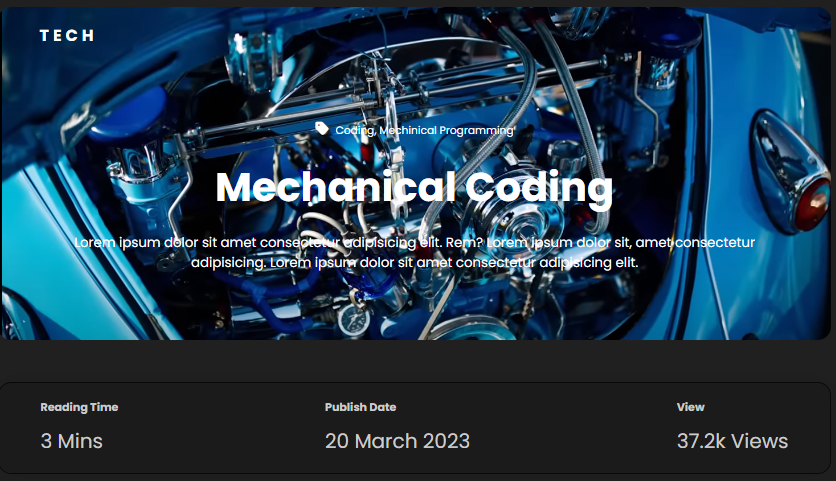 TECH
Coding, Mechinical Programming'
Mechanical Coding
Lorem ipsum dolor sit amet consectetur adipisicing elit. Rem? Lorem ipsum dolor sit, amet consectetur
adipisicing. Lorem ipsum dolor sit amet consectetur adipisicing elit.
Reading Time
Publish Date
View
3 Mins
20 March 2023
37.2k Views